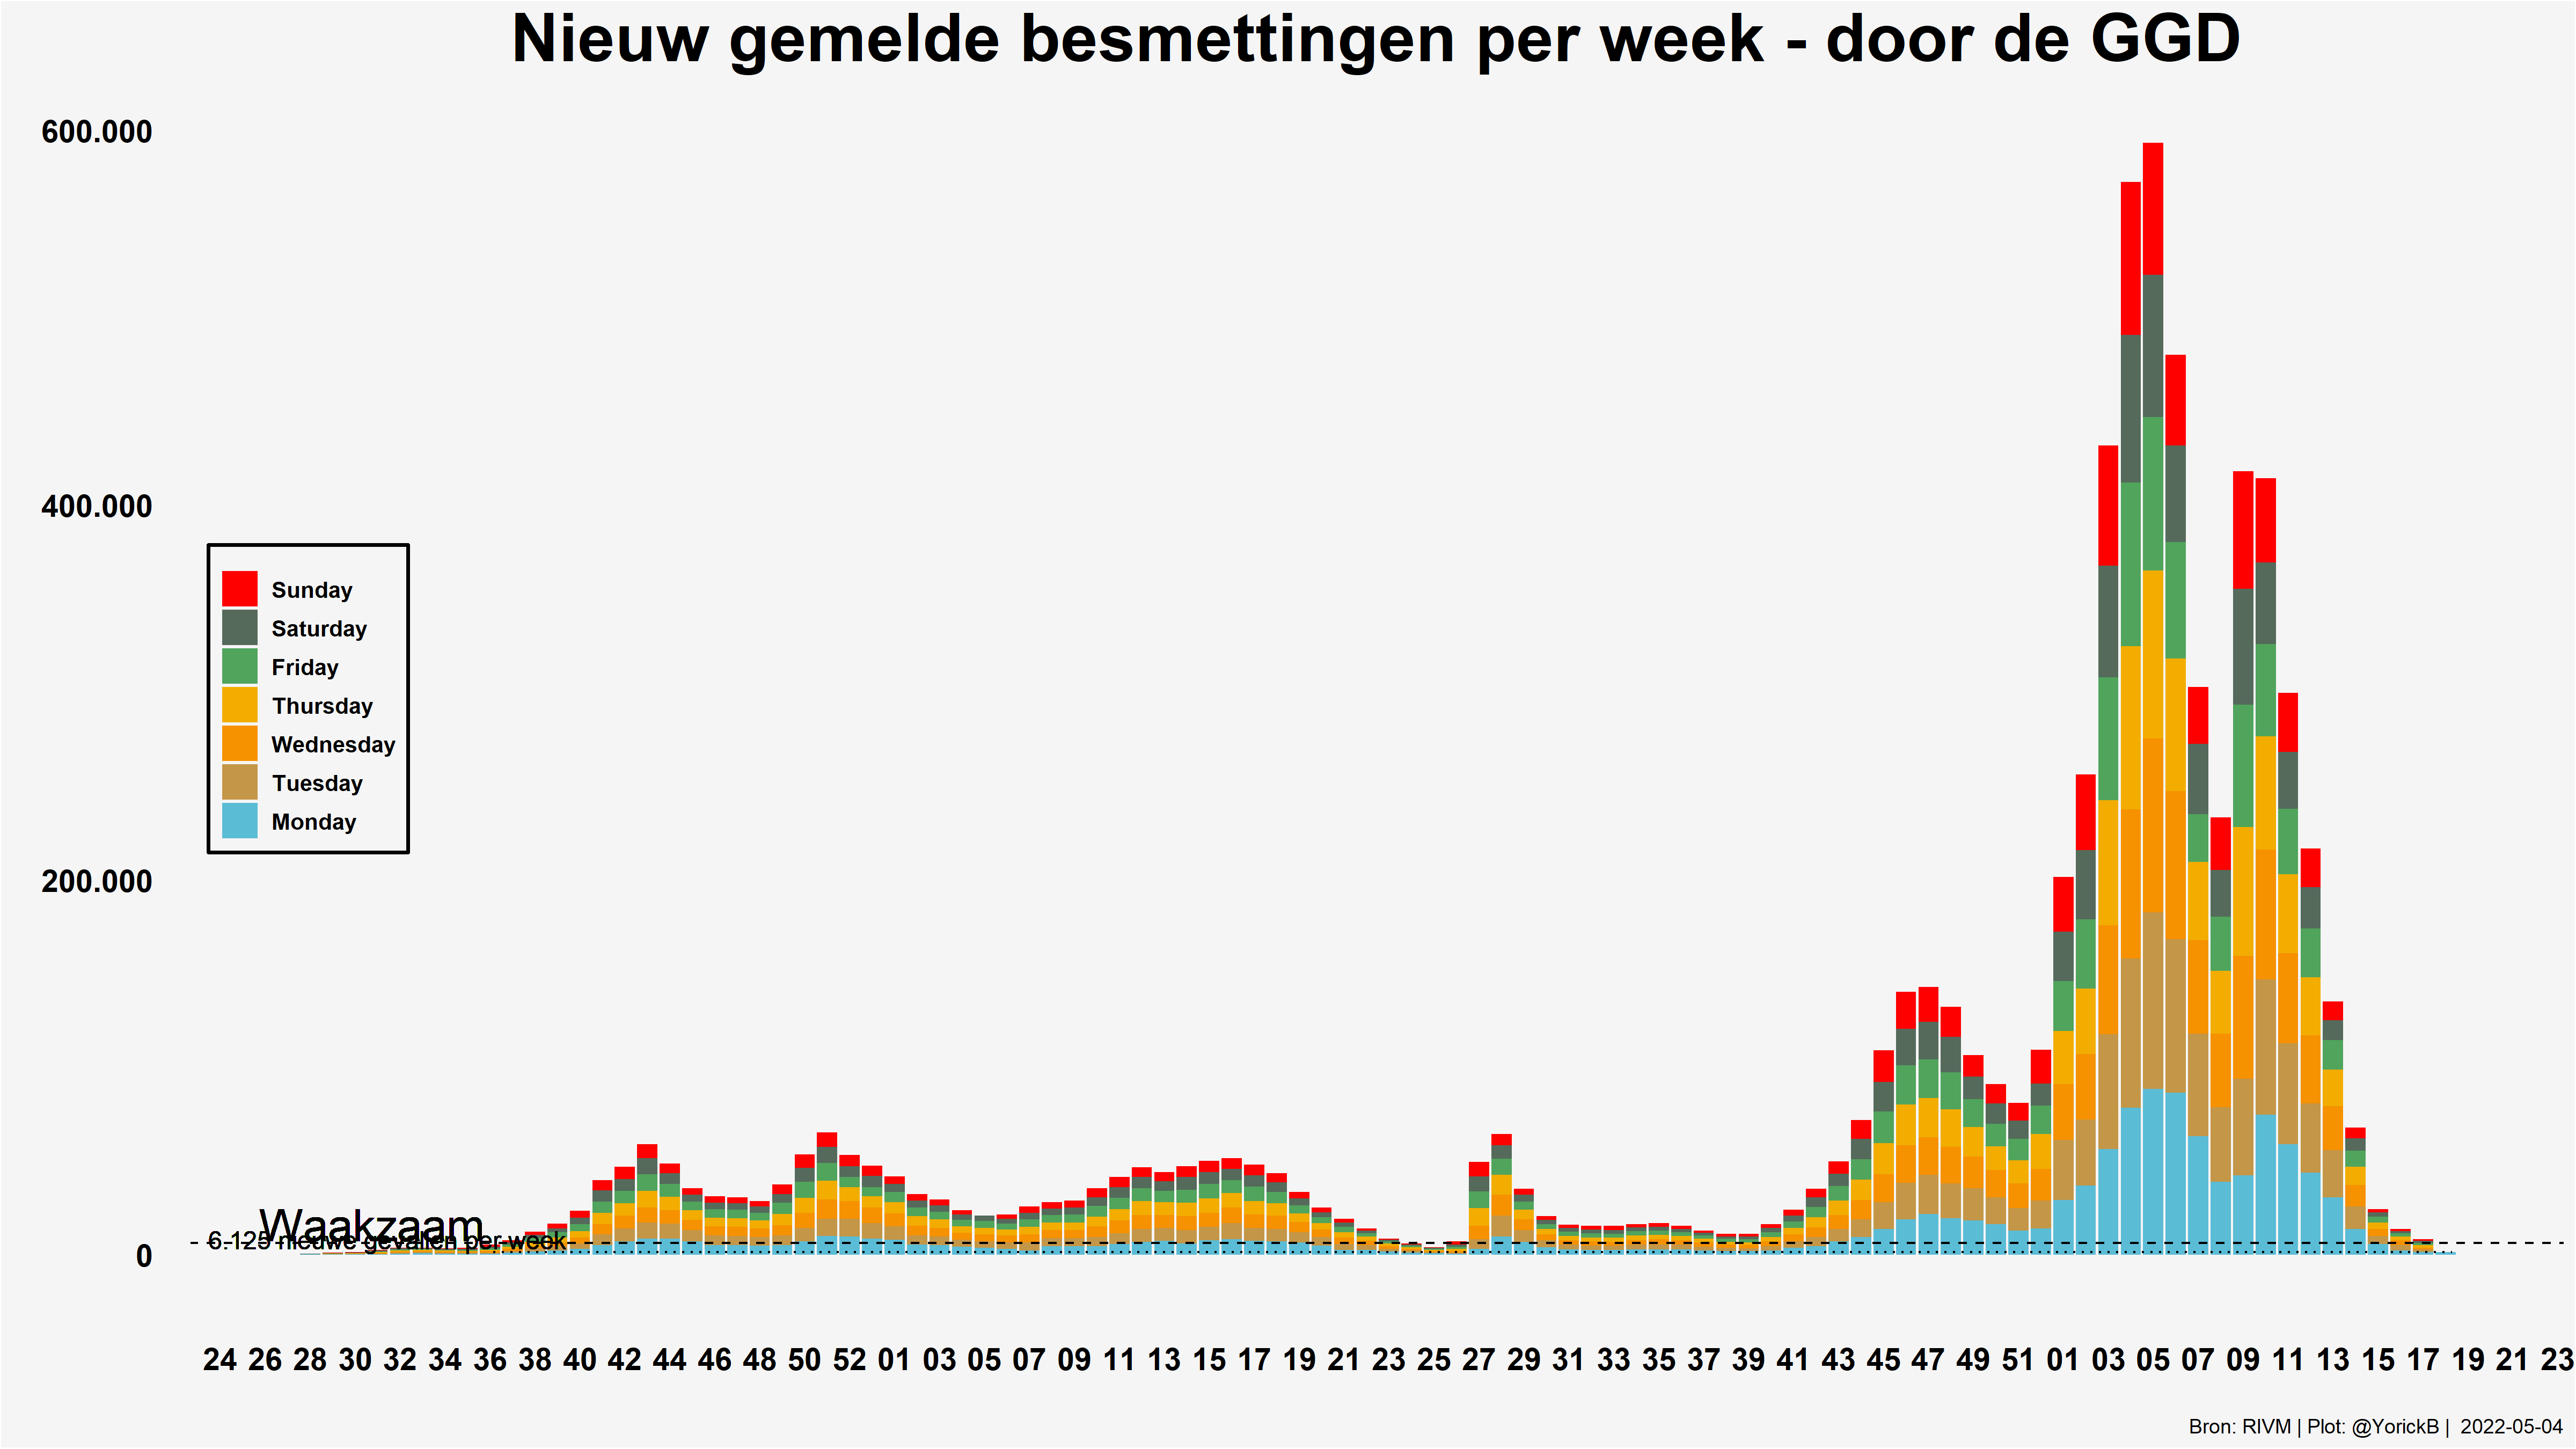 Nieuw gemelde besmettingen per week - door de GGD
600.000
400.000
200.000
0
Sunday
Saturday
Friday
Thursday
Wednesday
Tuesday
Monday
Waakzaam
6.125 nieuwe gevallen per week
24 26 28 30 32 34 36 38 40 42 44 46 48 50 52 01 03 05 07 09 11 13 15 17 19 21 23 25 27 29 31 33 35 37 39 41 43 45 47 49 51 01 03 05 07 09 11 13 15 17 19 21 23
Bron: RIVM | Plot: @YorickB | 2022-05-04